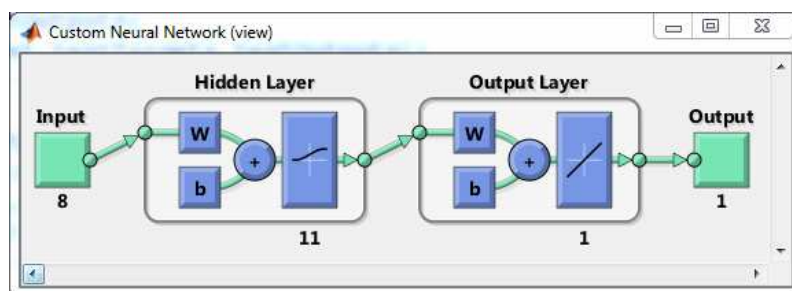 Custom Neural Network (view)
Hidden Layer
Output Layer
Input
Output
W
b
+
W
b
+
8
11
1
1